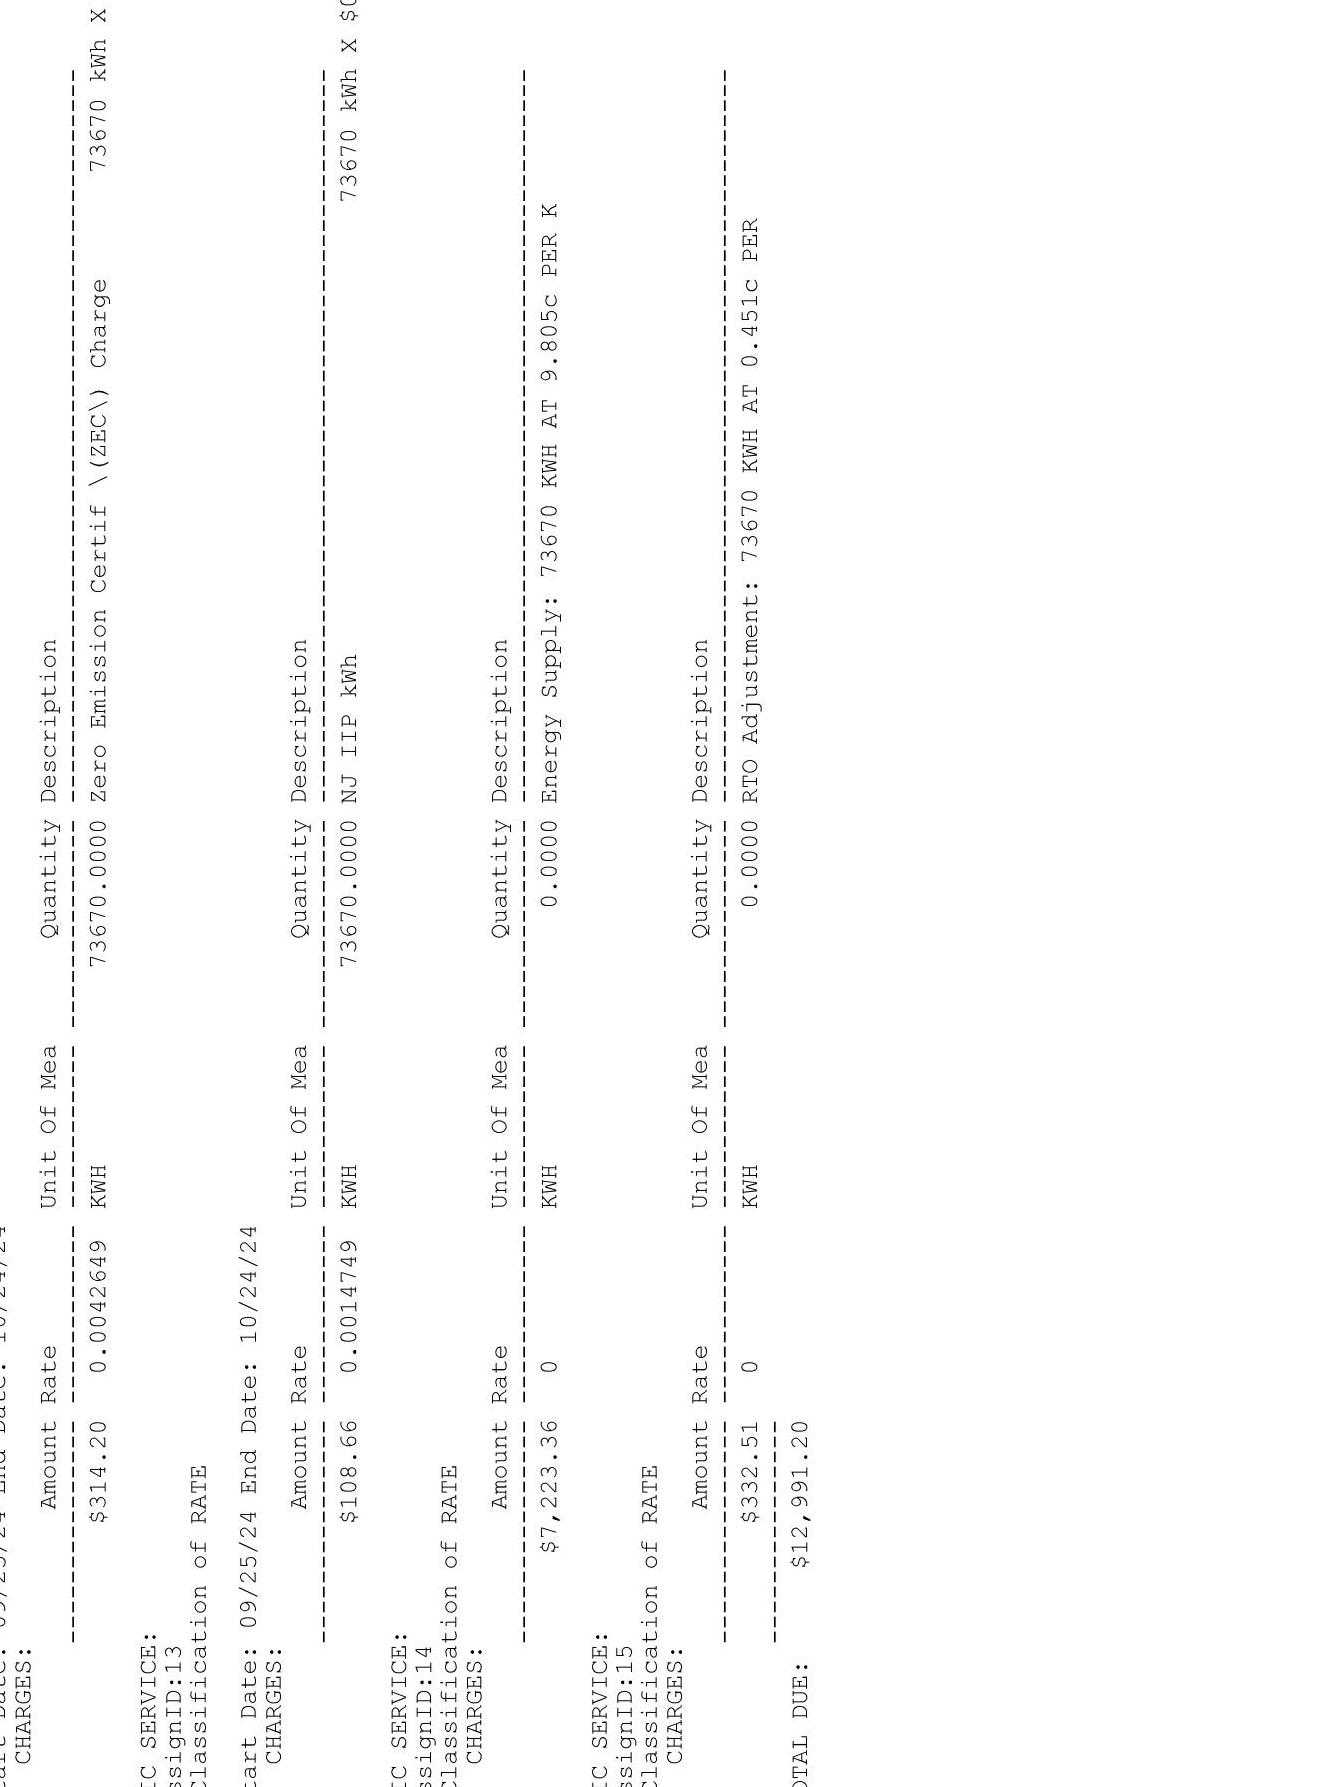 09/25/24 End Date: 10/24/24
CHARGES:
Amount Rate Unit Of Mea Quantity Description
$314.20 0.0042649 KWH 73670.0000 Zero Emission Certif \(ZEC\) Charge 73670 kWh X
IC SERVICE:
ssignID:13
Classification of RATE
tart Date: 09/25/24 End Date: 10/24/24
CHARGES:
Amount Rate Unit Of Mea Quantity Description
$108.66 0.0014749 KWH 73670.0000 NJ IIP kWh 73670 kWh X $0
IC SERVICE:
ssignID:14
Classification of RATE
CHARGES:
Amount Rate Unit Of Mea Quantity Description
$7,223.36 0 KWH 0.0000 Energy Supply: 73670 KWH AT 9.805c PER K
IC SERVICE:
ssignID:15
Classification of RATE
CHARGES:
Amount Rate Unit Of Mea Quantity Description
$332.51 0 KWH 0.0000 RTO Adjustment: 73670 KWH AT 0.451c PER
OTAL DUE: $12,991.20